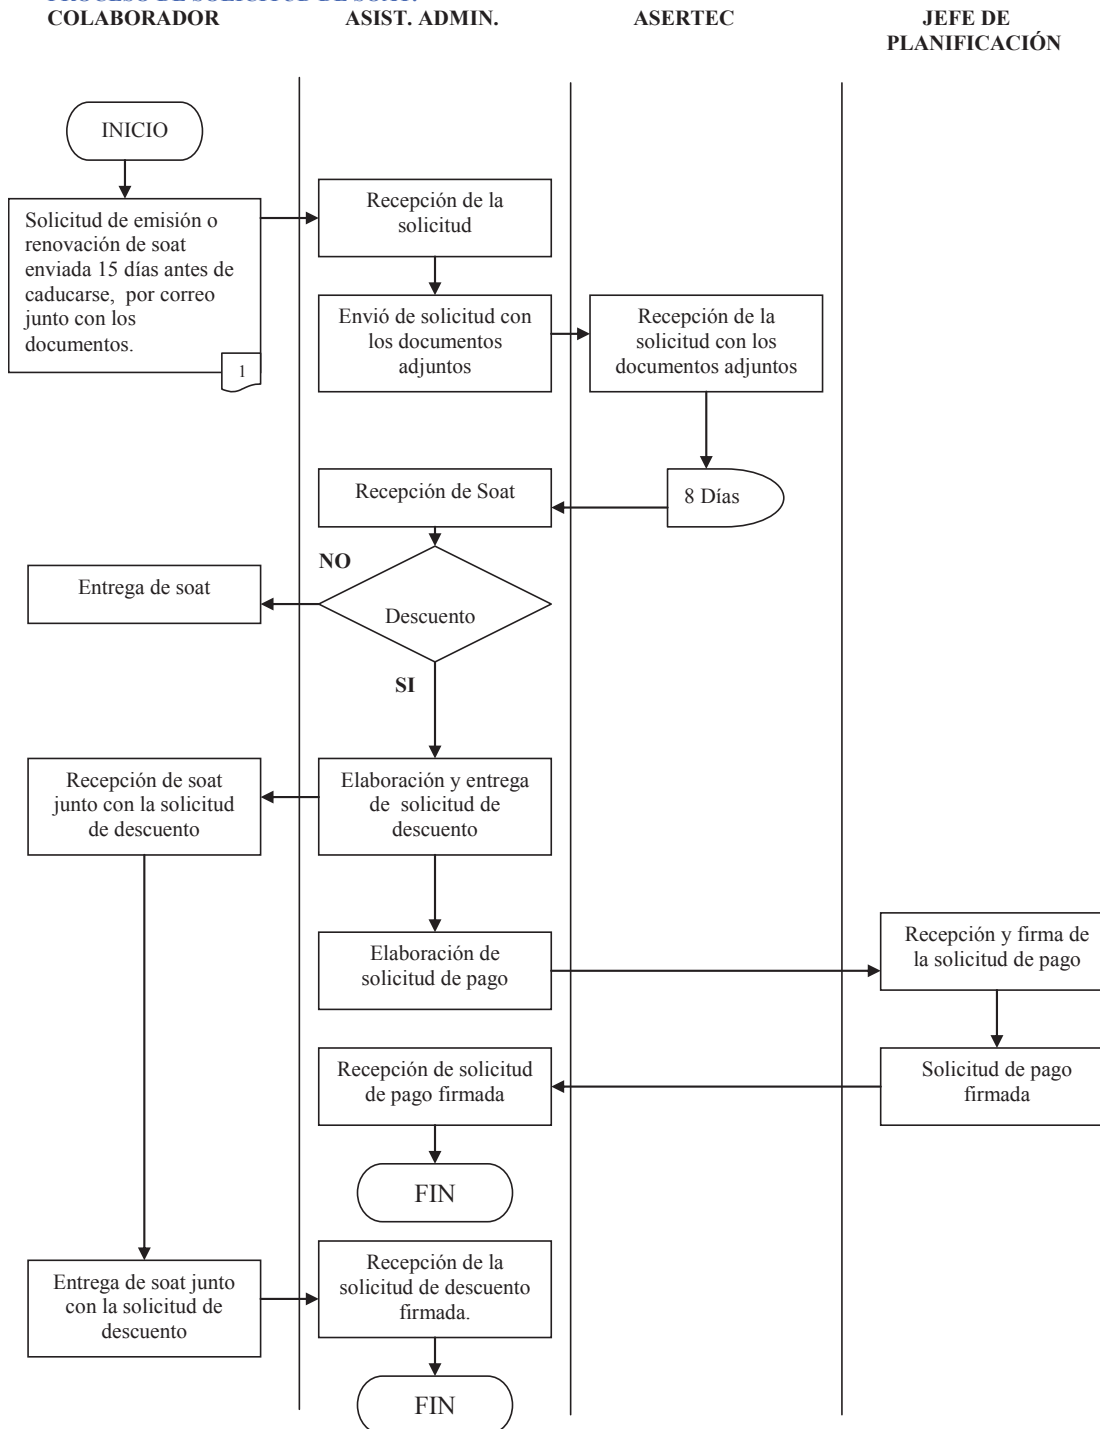 PROCESO DE SOLICITUD DE SOAT.
COLABORADOR
ASIST. ADMIN.
ASERTEC
JEFE DE
PLANIFICACIÓN
INICIO
Solicitud de emisión o
renovación de soat
enviada 15 días antes de
caducarse, por correo
junto con los
documentos.
1
Recepción de la
solicitud
Envió de solicitud con
los documentos
adjuntos
Recepción de la
solicitud con los
documentos adjuntos
8 Días
Recepción de Soat
NO
Descuento
Entrega de soat
SI
Elaboración y entrega
de solicitud de
descuento
Recepción de soat
junto con la solicitud
de descuento
Elaboración de
solicitud de pago
Recepción y firma de
la solicitud de pago
Solicitud de pago
firmada
Recepción de solicitud
de pago firmada
FIN
Entrega de soat junto
con la solicitud de
descuento
Recepción de la
solicitud de descuento
firmada.
FIN